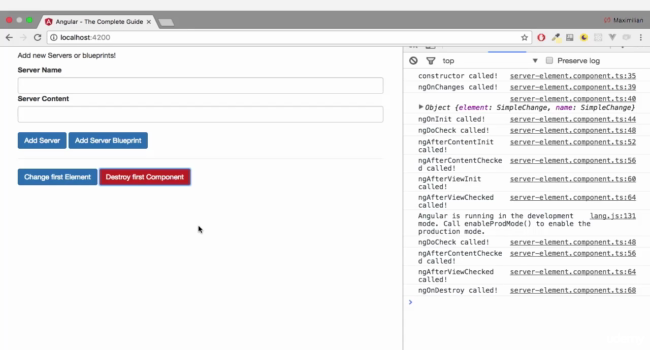 Angular - The Complete Guide
Maximilian
localhost:4200
Add new Servers or blueprints!
Server Name
Server Content
Add Server
Add Server Blueprint
Change first Element
Destroy first Component
top
Preserve log
constructor called! server-element.component.ts:35
ngOnChanges called! server-element.component.ts:39
server-element.component.ts:40
Object {element: SimpleChange, name: SimpleChange}
ngOnInit called! server-element.component.ts:44
ngDoCheck called! server-element.component.ts:48
ngAfterContentInit server-element.component.ts:52
called!
ngAfterContentChecke server-element.component.ts:56
d called!
ngAfterViewInit server-element.component.ts:60
called!
ngAfterViewChecked server-element.component.ts:64
called!
Angular is running in the development lang.js:131
mode. Call enableProdMode() to enable the
production mode.
ngDoCheck called! server-element.component.ts:48
ngAfterContentChecke server-element.component.ts:56
d called!
ngAfterViewChecked server-element.component.ts:64
called!
ngOnDestroy called! server-element.component.ts:68